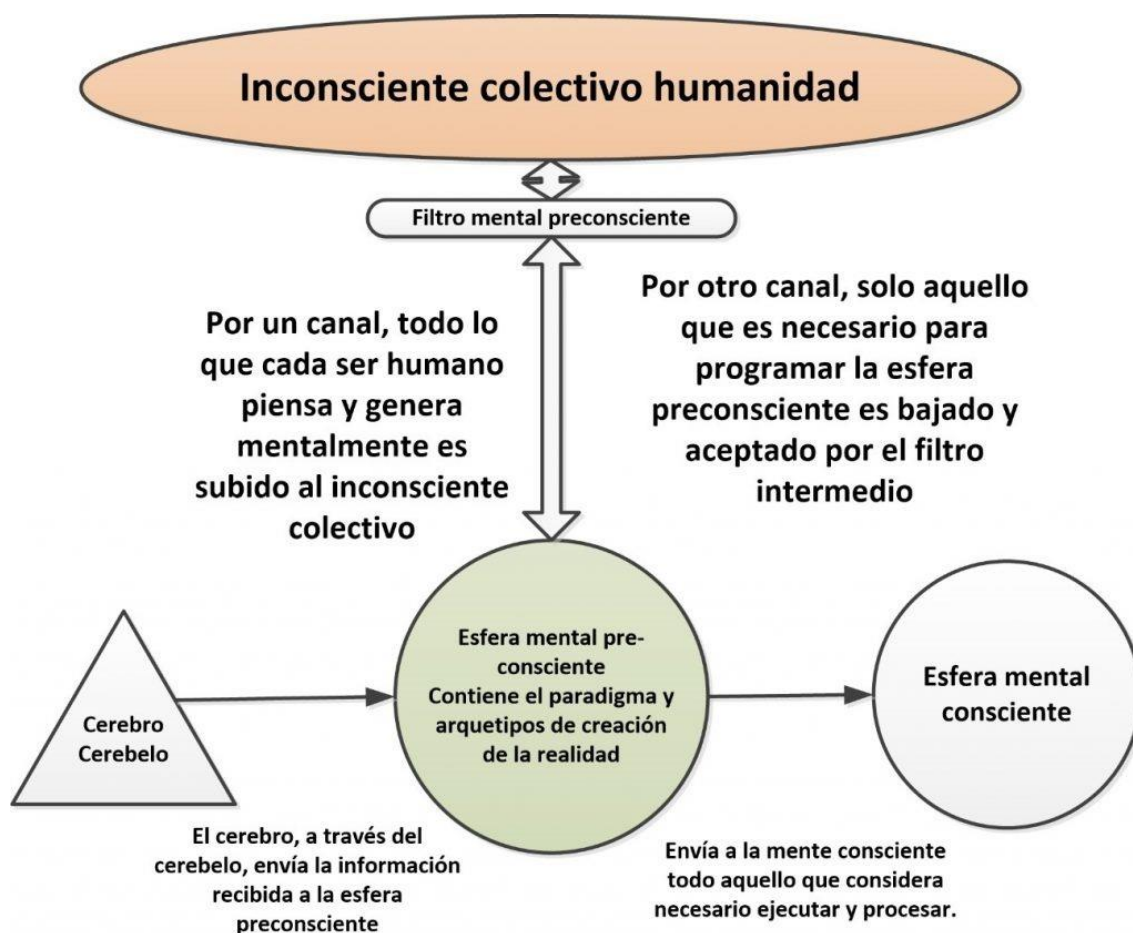 Inconsciente colectivo humanidad
Filtro mental preconsciente
Por un canal, todo lo
que cada ser humano
piensa y genera
mentalmente es
subido al inconsciente
colectivo
Por otro canal, solo aquello
que es necesario para
programar la esfera
preconsciente es bajado y
aceptado por el filtro
intermedio
Cerebro
Cerebelo
Esfera mental pre-
consciente
Contiene el paradigma y
arquetipos de creación
de la realidad
Esfera mental
consciente
El cerebro, a través del
cerebelo, envía la información
recibida a la esfera
preconsciente
Envía a la mente consciente
todo aquello que considera
necesario ejecutar y procesar.